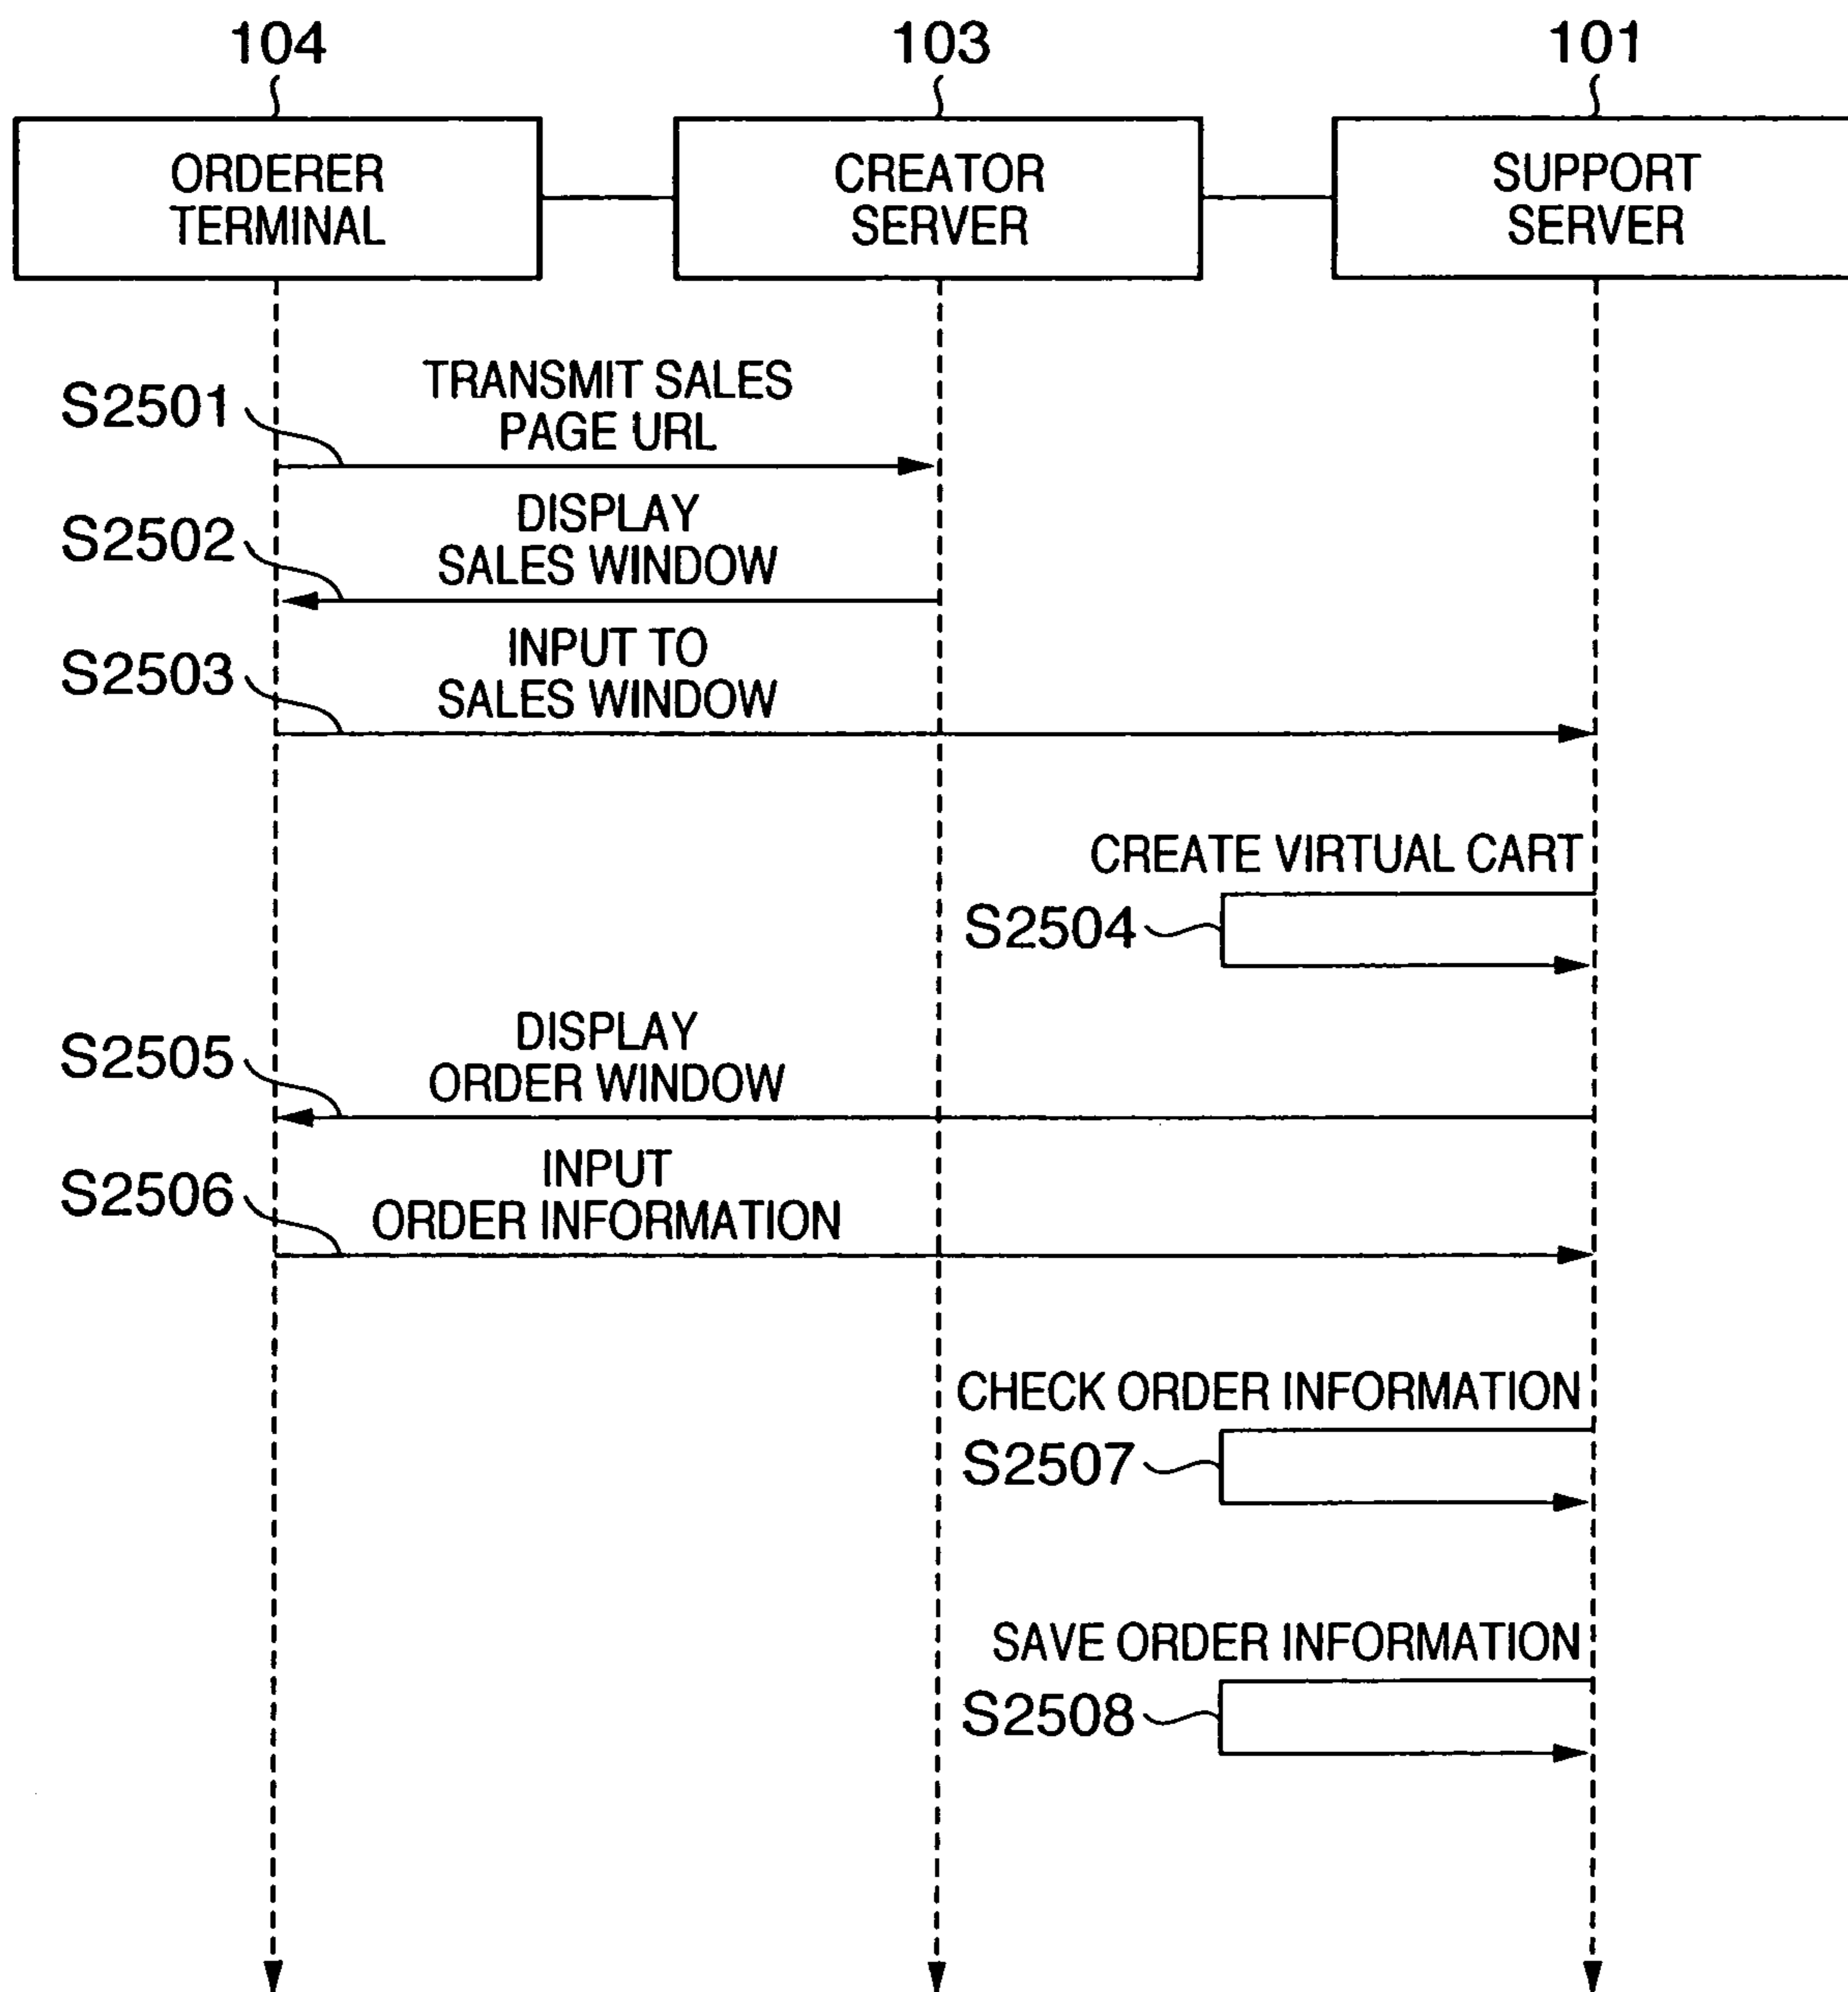 104
103
101
ORDERER
TERMINAL
CREATOR
SERVER
SUPPORT
SERVER
S2501
TRANSMIT SALES
PAGE URL
S2502
DISPLAY
SALES WINDOW
S2503
INPUT TO
SALES WINDOW
CREATE VIRTUAL CART
S2504
S2505
DISPLAY
ORDER WINDOW
S2506
INPUT
ORDER INFORMATION
CHECK ORDER INFORMATION
S2507
SAVE ORDER INFORMATION
S2508